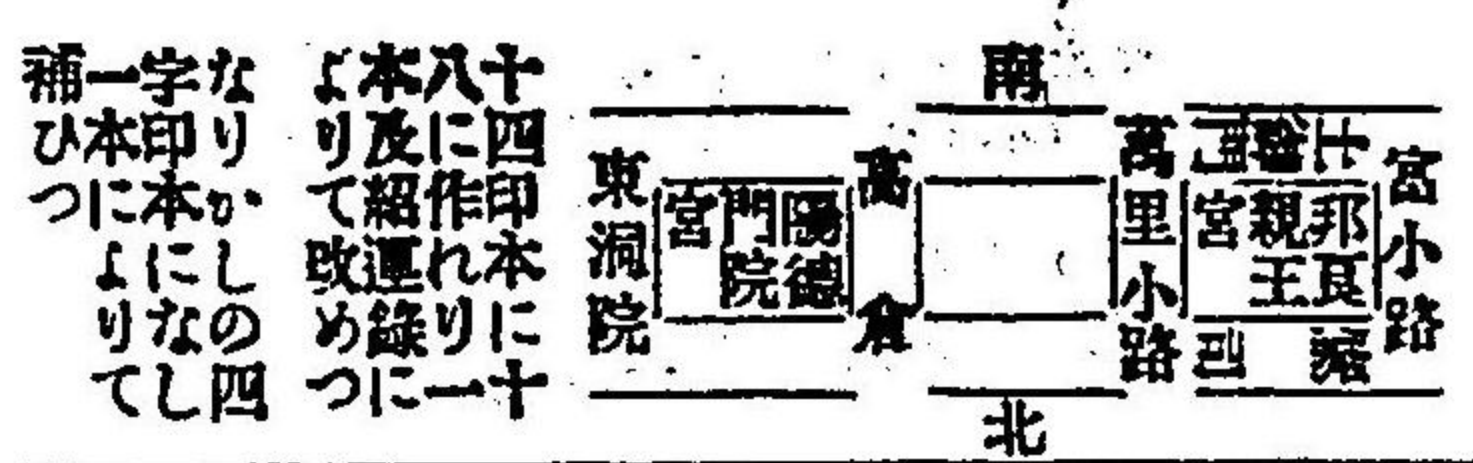 南
富小路
邦良
親王
宮
萬里小路
高倉
陽德
門院
宮
東洞院
北
十四印本に十
八に作れり一
本及紹運錄に
より て改めつ
なりかしの四
字印本になし
一本によりて
補ひつ